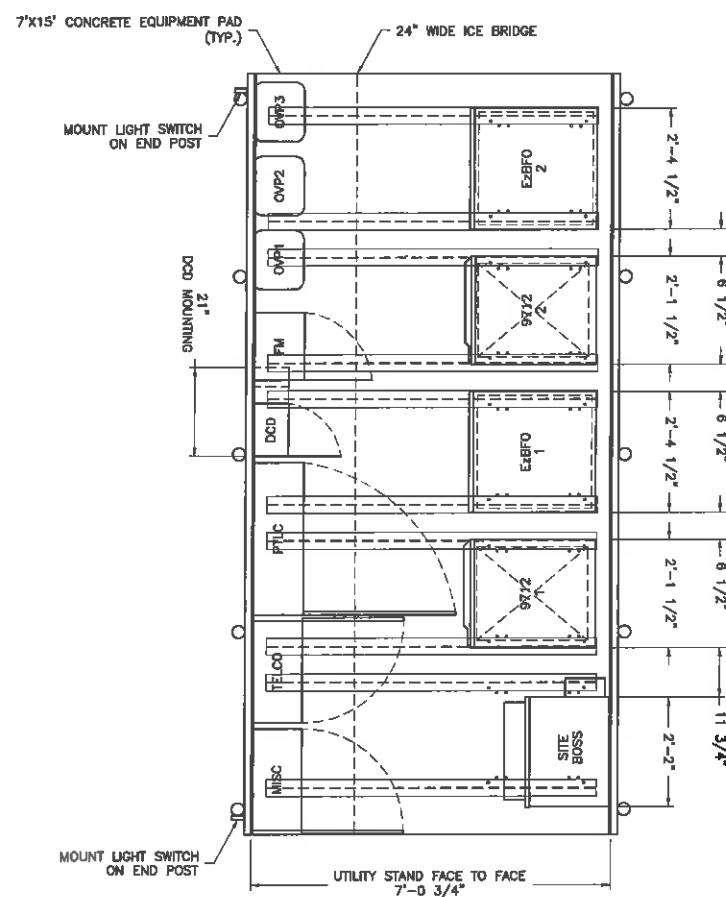 7'X15' CONCRETE EQUIPMENT PAD
(TYP.)
24" WIDE ICE BRIDGE
MOUNT LIGHT SWITCH
ON END POST
OVP3
OVP2
OVP1
EzBFO
2
2'-4 1/2"
6 1/2"
9712
2
2'-1 1/2"
21"
DCD MOUNTING
FM
DCD
EzBFO
1
2'-4 1/2"
6 1/2"
PTLC
9712
1
2'-1 1/2"
6 1/2"
TELCO
11 3/4"
MISC
SITE
BOSS
2'-2"
MOUNT LIGHT SWITCH
ON END POST
UTILITY STAND FACE TO FACE
7'-0 3/4"